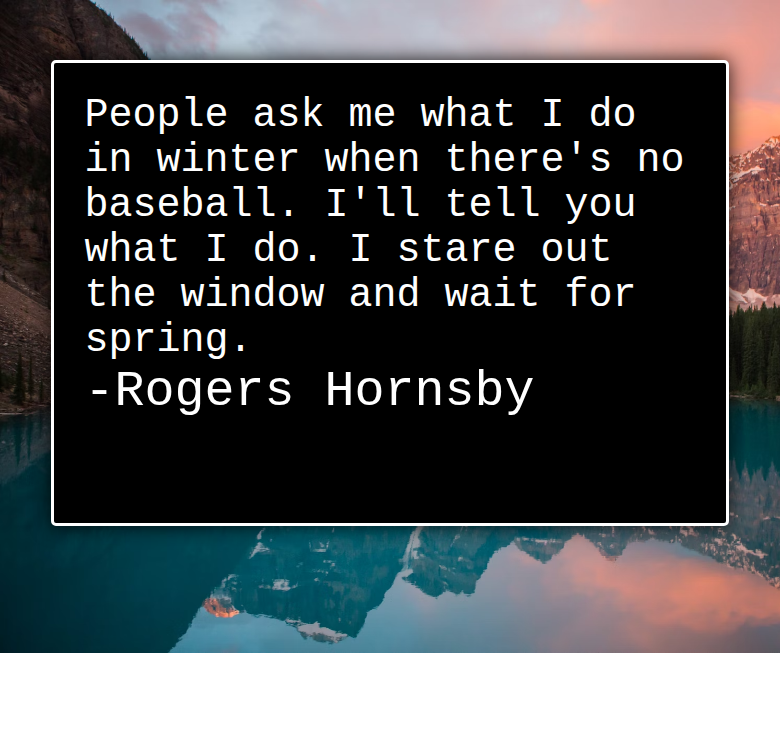 People ask me what I do
in winter when there's no
baseball. I'll tell you
what I do. I stare out
the window and wait for
spring.
-Rogers Hornsby